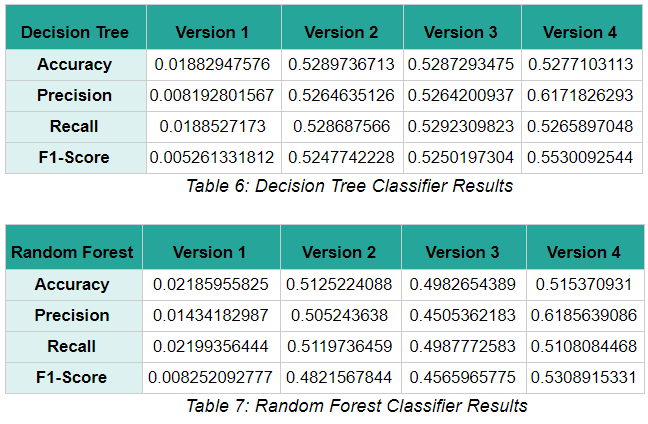 Decision Tree Version 1 Version 2 Version 3 Version 4
Accuracy 0.01882947576 0.5289736713 0.5287293475 0.5277103113
Precision 0.008192801567 0.5264635126 0.5264200937 0.6171826293
Recall 0.0188527173 0.528687566 0.5292309823 0.5265897048
F1-Score 0.005261331812 0.5247742228 0.5250197304 0.5530092544
Table 6: Decision Tree Classifier Results
Random Forest Version 1 Version 2 Version 3 Version 4
Accuracy 0.02185955825 0.5125224088 0.4982654389 0.515370931
Precision 0.01434182987 0.505243638 0.4505362183 0.6185639086
Recall 0.02199356444 0.5119736459 0.4987772583 0.5108084468
F1-Score 0.008252092777 0.4821567844 0.4565965775 0.5308915331
Table 7: Random Forest Classifier Results